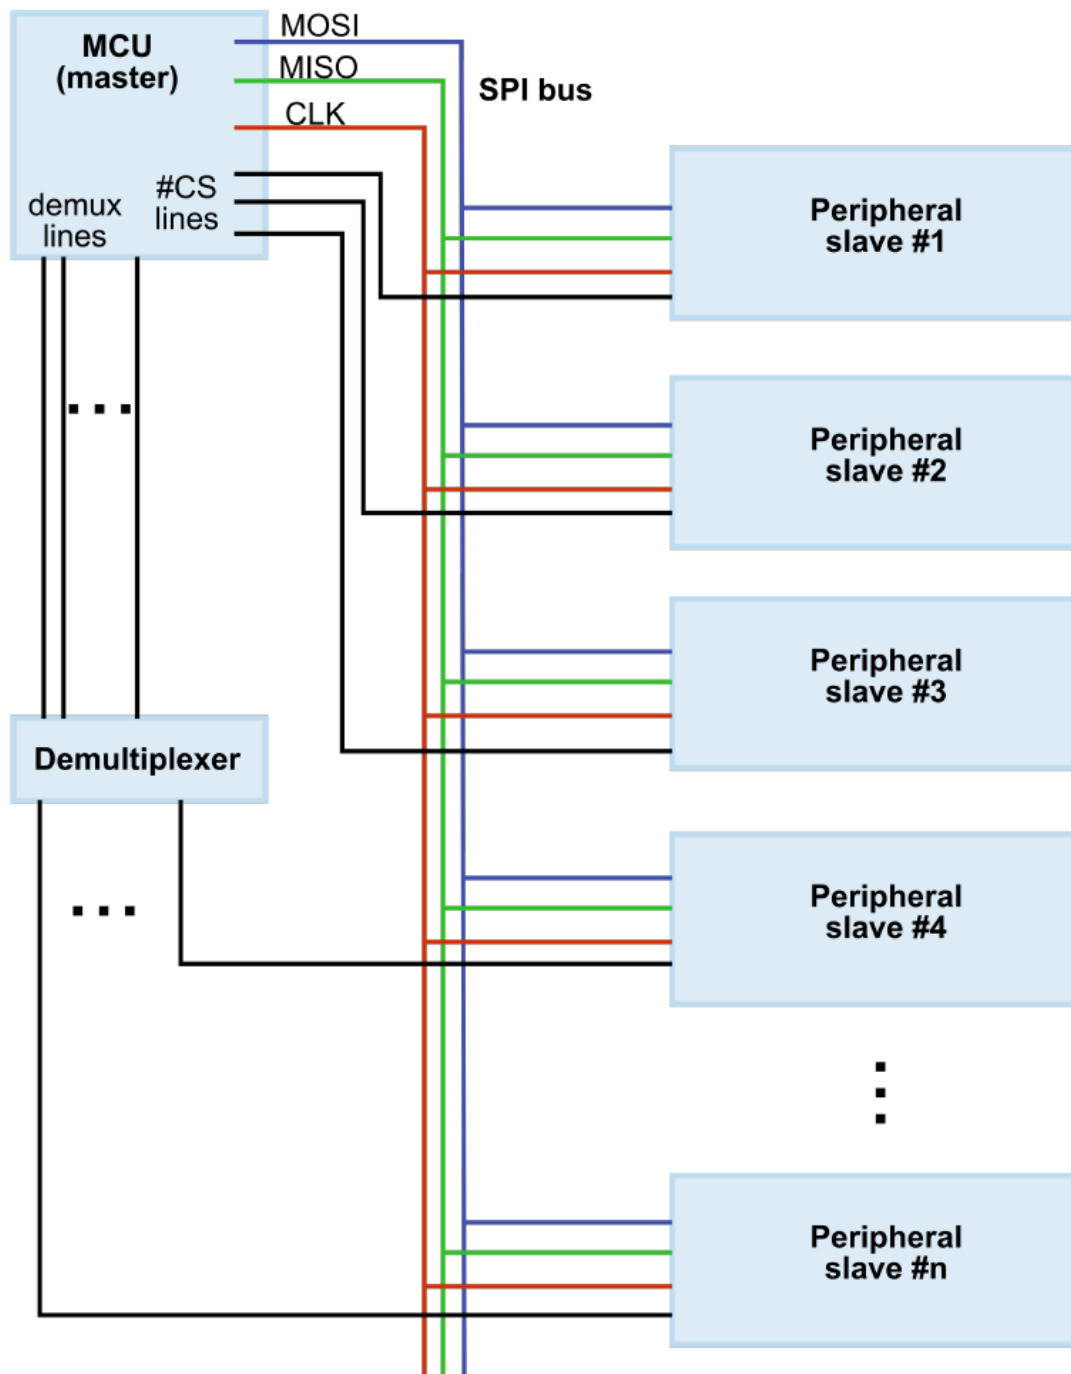 MCU
(master)
MOSI
MISO
CLK
SPI bus
#CS
lines
demux
lines
Peripheral
slave #1
Peripheral
slave #2
Peripheral
slave #3
Demultiplexer
Peripheral
slave #4
Peripheral
slave #n